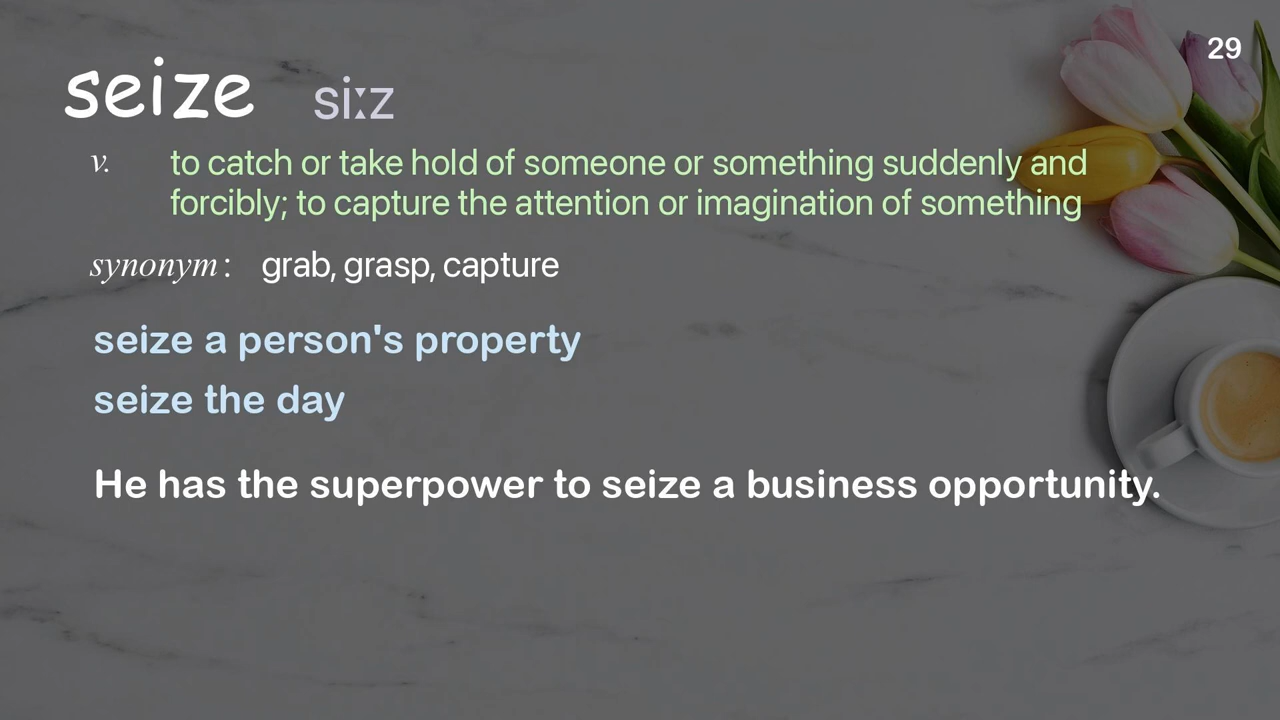 29
seize siːz
v. to catch or take hold of someone or something suddenly and
forcibly; to capture the attention or imagination of something
synonym : grab, grasp, capture
seize a person's property
seize the day
He has the superpower to seize a business opportunity.